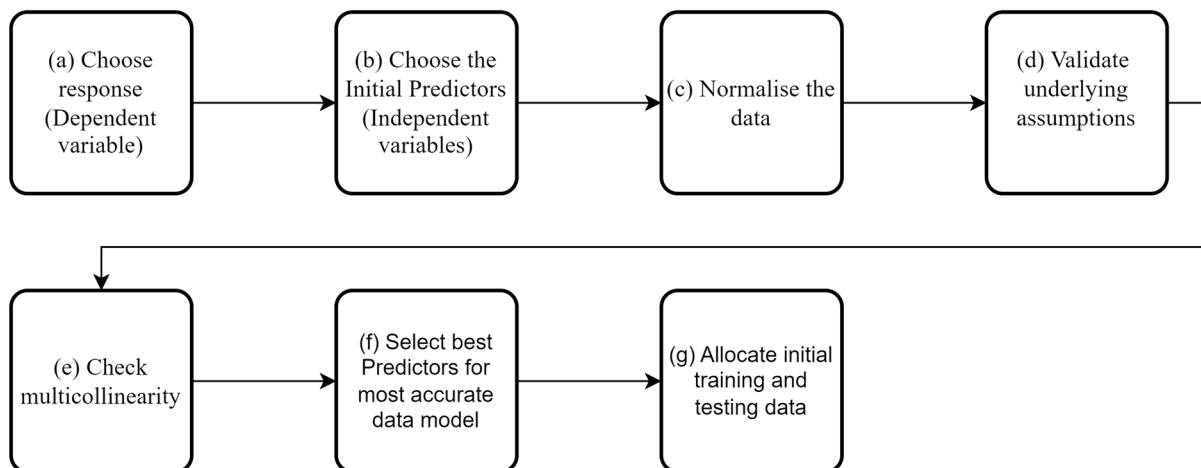 (a) Choose
response
(Dependent
variable)
(b) Choose the
Initial Predictors
(Independent
variables)
(c) Normalise the
data
(d) Validate
underlying
assumptions
(e) Check
multicollinearity
(f) Select best
Predictors for
most accurate
data model
(g) Allocate initial
training and
testing data